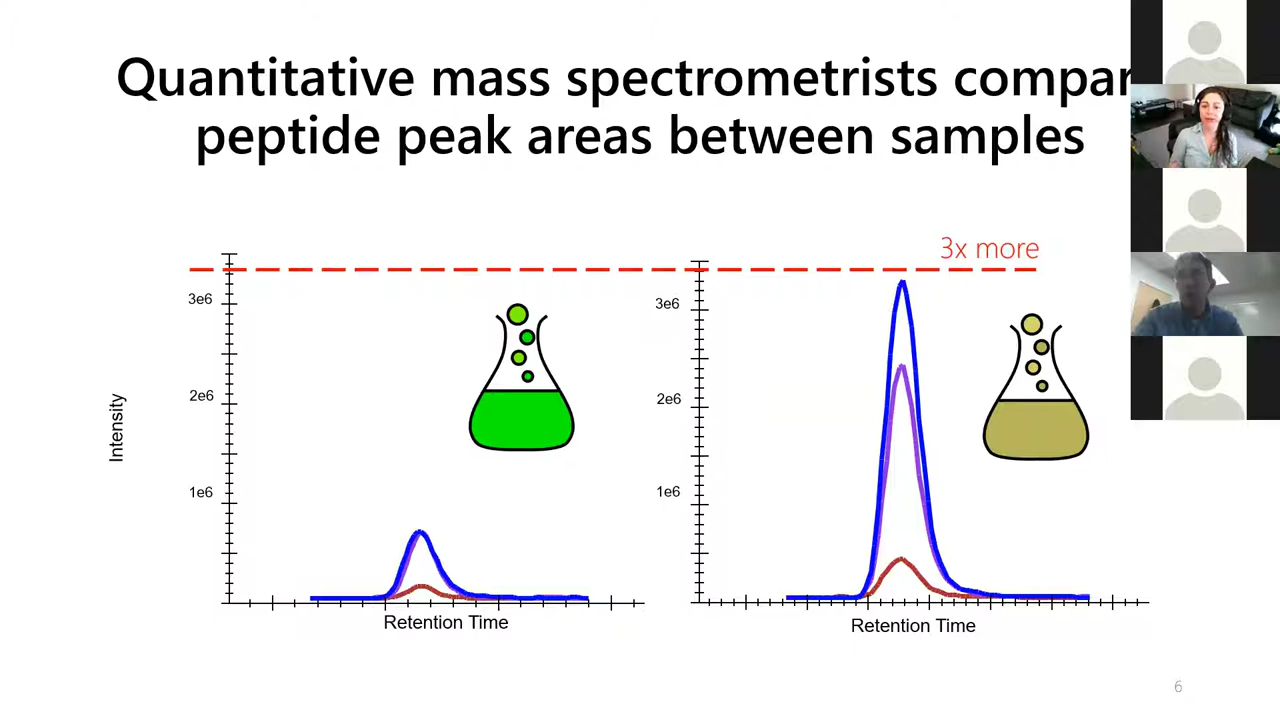 Quantitative mass spectrometrists compar
peptide peak areas between samples
3x more
3e6
2e6
1e6
Intensity
Retention Time
3e6
2e6
1e6
Retention Time
6